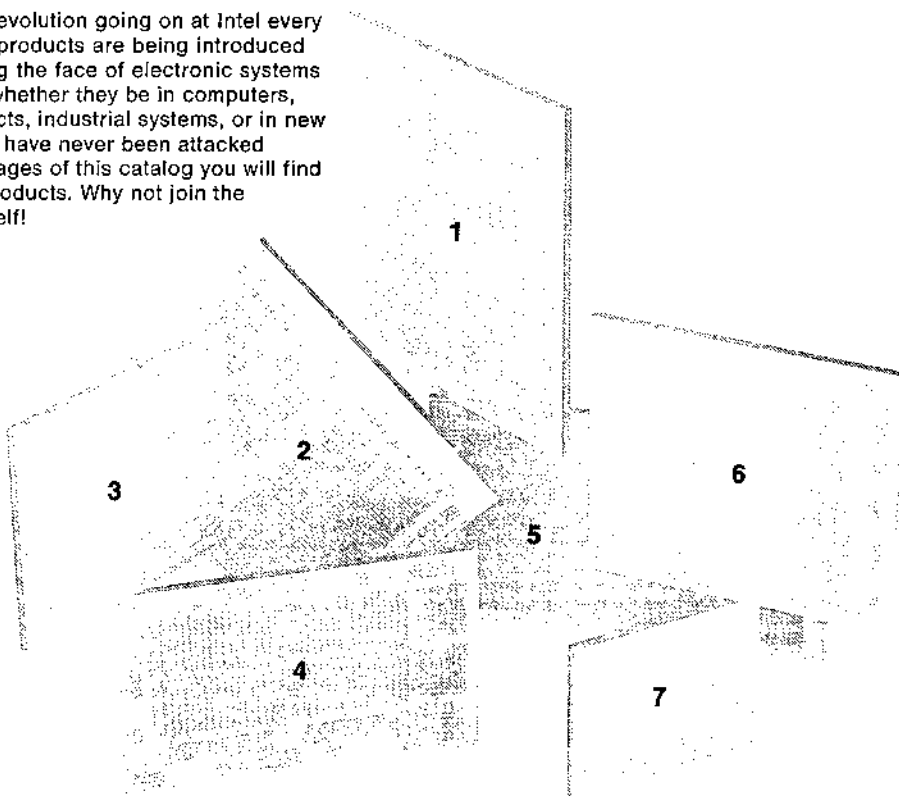 evolution going on at Intel every
products are being introduced
g the face of electronic systems
whether they be in computers,
cts, industrial systems, or in new
have never been attacked
ages of this catalog you will find
roducts. Why not join the
elf!
1
2
3
4
5
6
7